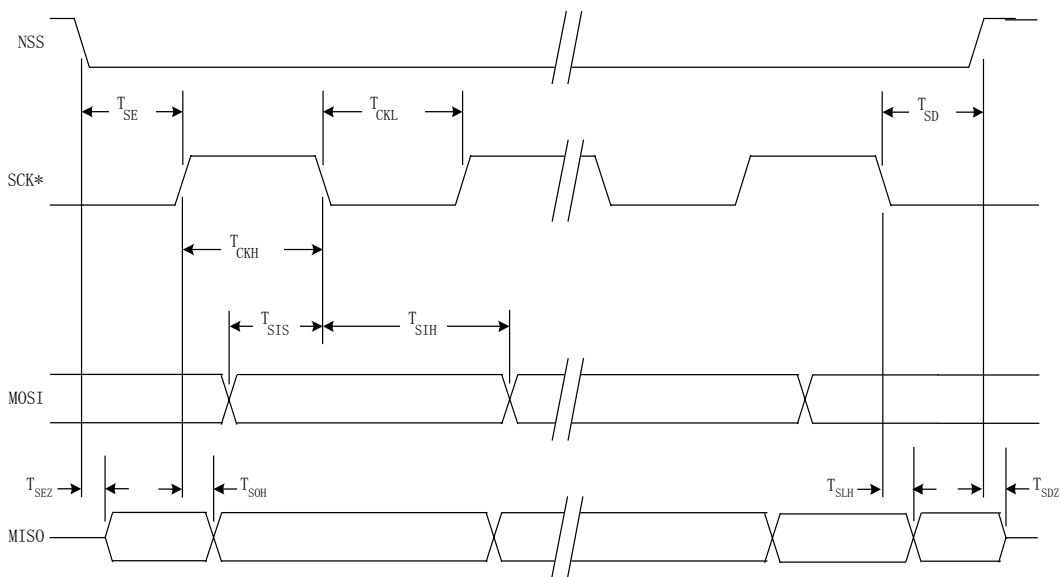 NSS
T_SE
T_CKL
T_SD
SCK*
T_CKH
T_SIS
T_SIH
MOSI
T_SEZ
T_SOH
T_SLH
T_SDZ
MISO